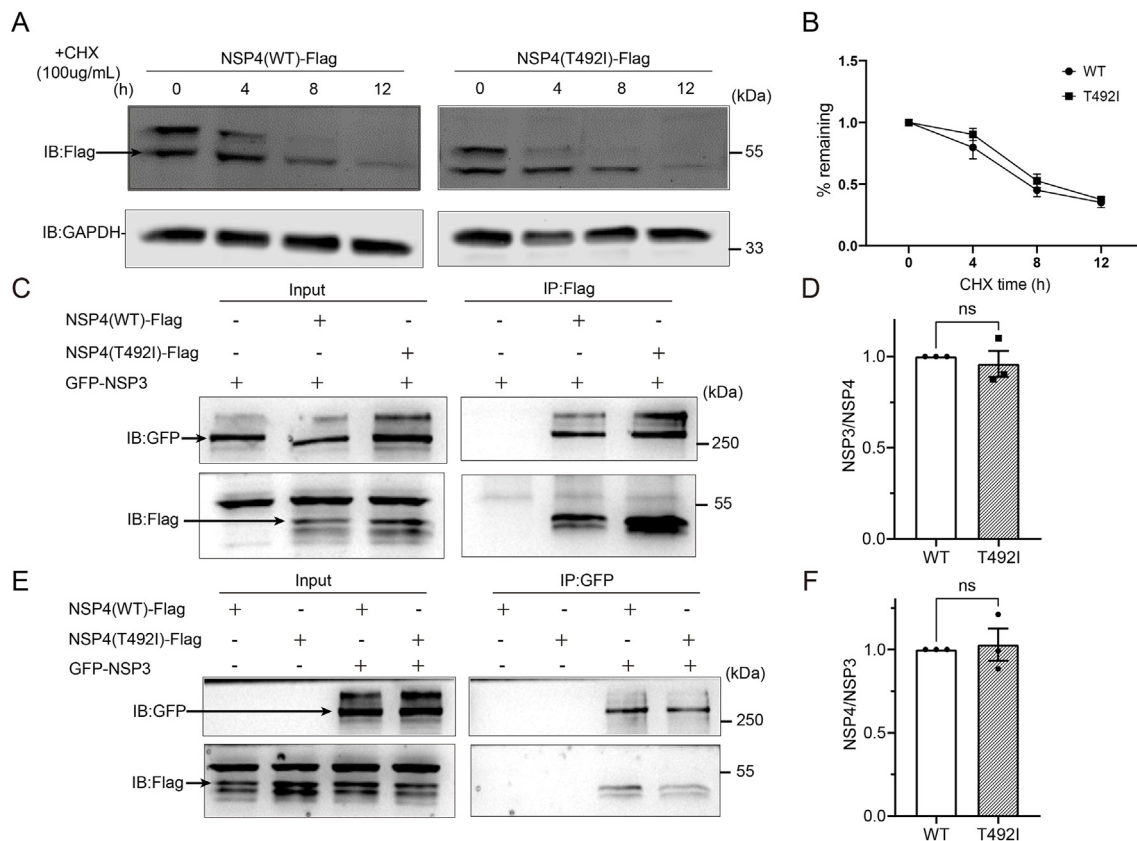 A
+CHX
(100ug/mL)
NSP4(WT)-Flag
NSP4(T492I)-Flag
(h)
0 4 8 12
0 4 8 12
(kDa)
IB:Flag
55
IB:GAPDH-
33
B
% remaining
1.5
1.0
0.5
0.0
0 4 8 12
CHX time (h)
WT
T492I
C
Input
IP:Flag
NSP4(WT)-Flag - + - - + -
NSP4(T492I)-Flag - - + - - +
GFP-NSP3 + + + + + +
(kDa)
IB:GFP
250
IB:Flag
55
D
ns
NSP3/NSP4
1.0
0.5
0.0
WT T492I
E
Input
IP:GFP
NSP4(WT)-Flag + - + - + - + -
NSP4(T492I)-Flag - + - + - + - +
GFP-NSP3 - - + + - - + +
(kDa)
IB:GFP
250
IB:Flag
55
F
ns
NSP4/NSP3
1.0
0.5
0.0
WT T492I